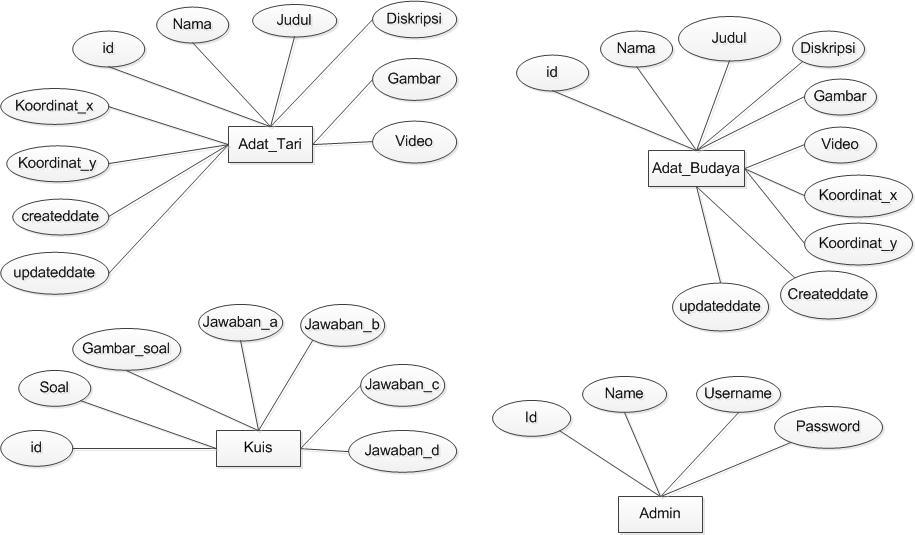 id
Nama
Judul
Diskripsi
Gambar
Video
Koordinat_x
Koordinat_y
createddate
updateddate
Adat_Tari
id
Nama
Judul
Diskripsi
Gambar
Video
Koordinat_x
Koordinat_y
Createddate
updateddate
Adat_Budaya
id
Soal
Gambar_soal
Jawaban_a
Jawaban_b
Jawaban_c
Jawaban_d
Kuis
Id
Name
Username
Password
Admin